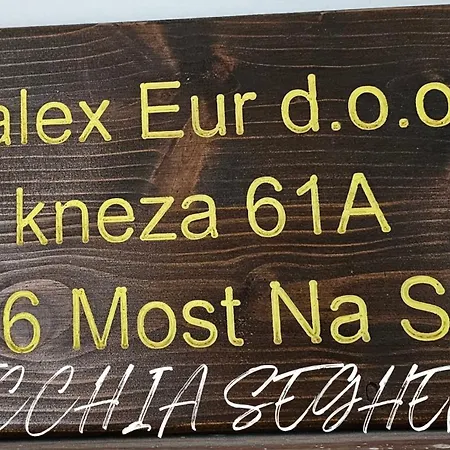 alex Eur d.o.o
kneza 61A
6 Most Na S
CCHIA SEGHE